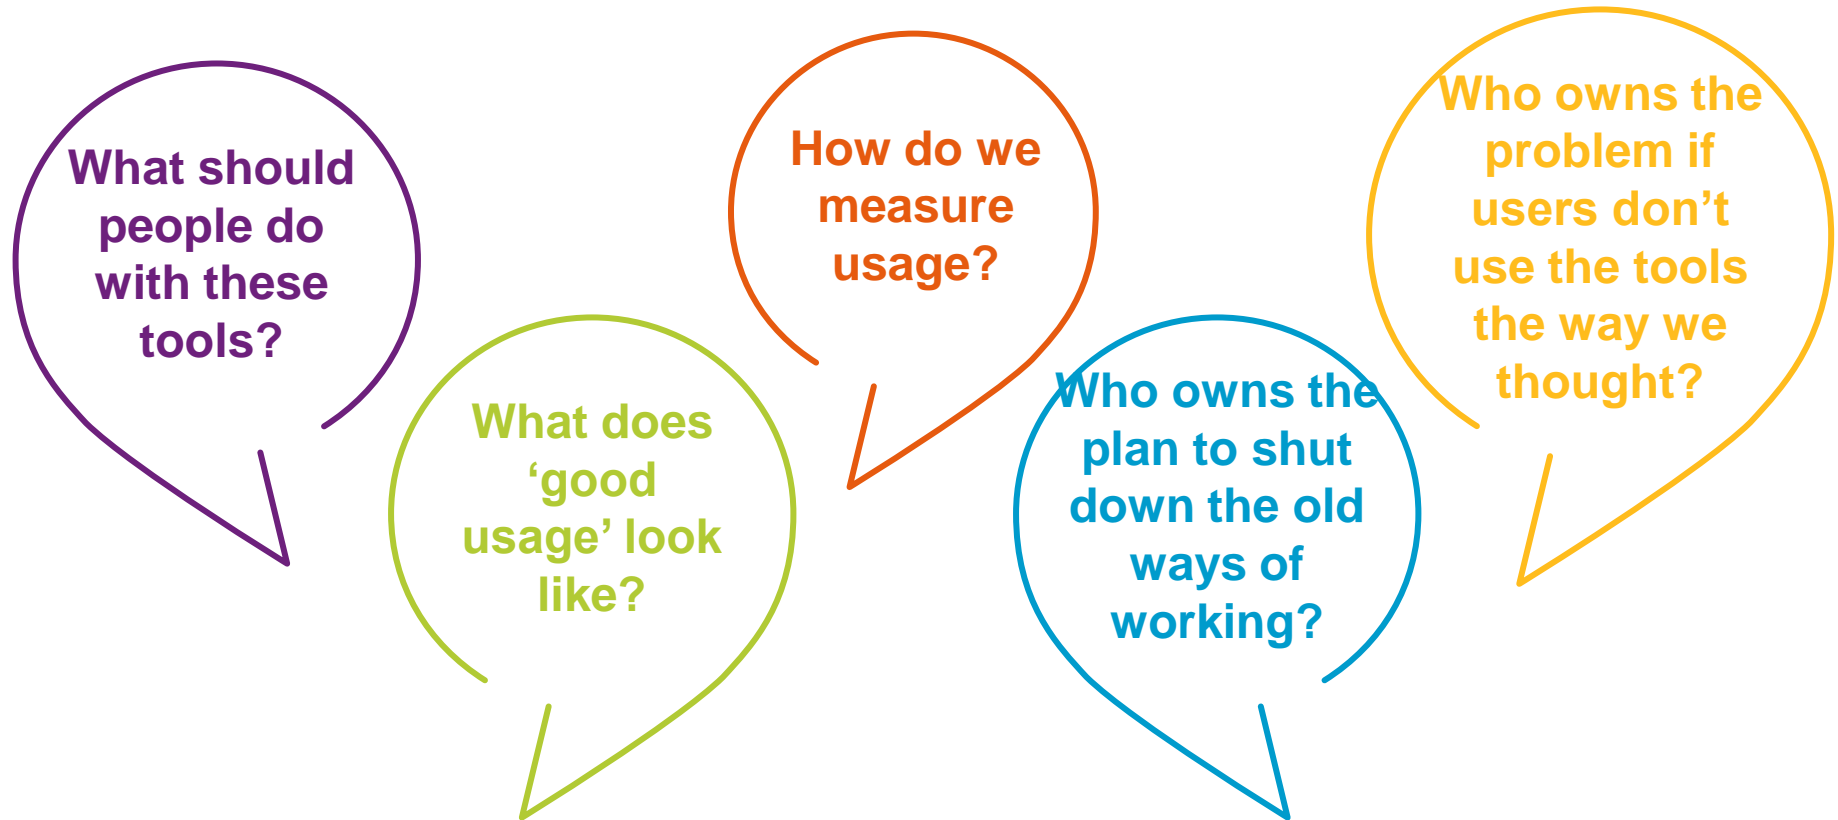 What should
people do
with these
tools?
What does
‘good
usage’ look
like?
How do we
measure
usage?
Who owns the
plan to shut
down the old
ways of
working?
Who owns the
problem if
users don’t
use the tools
the way we
thought?